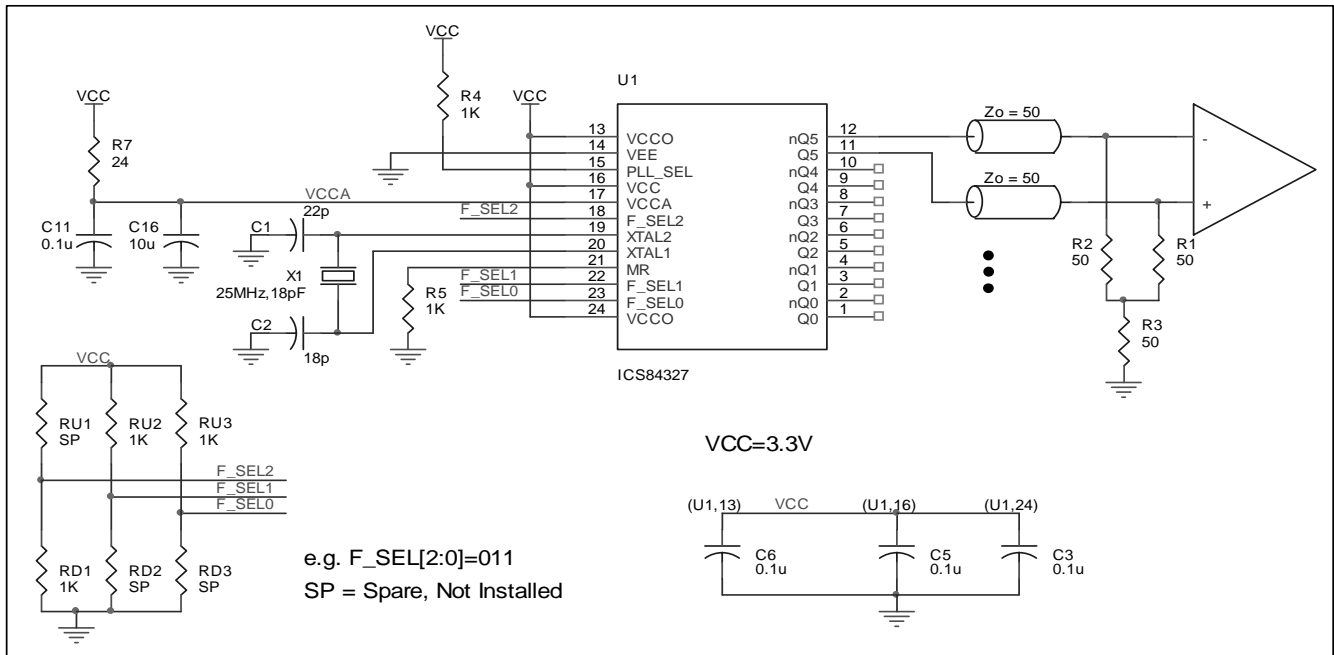 VCC
R4
1K
U1
VCC
VCC
R7
24
VCCA
C11
0.1u
C16
10u
22p
C1
X1
25MHz,18pF
C2
18p
F_SEL2
F_SEL1
F_SEL0
R5
1K
13 VCCO
14 VEE
15 PLL_SEL
16 VCC
17 VCCA
18 F_SEL2
19 XTAL2
20 XTAL1
21 MR
22 F_SEL1
23 F_SEL0
24 VCCO
nQ5 12
Q5 11
nQ4 10
Q4 9
nQ3 8
Q3 7
nQ2 6
Q2 5
nQ1 4
Q1 3
nQ0 2
Q0 1
ICS84327
Zo = 50
Zo = 50
-
+
R2
50
R1
50
R3
50
VCC
RU1
SP
RU2
1K
RU3
1K
F_SEL2
F_SEL1
F_SEL0
RD1
1K
RD2
SP
RD3
SP
e.g. F_SEL[2:0]=011
SP = Spare, Not Installed
VCC=3.3V
(U1,13) VCC (U1,16) (U1,24)
C6
0.1u
C5
0.1u
C3
0.1u